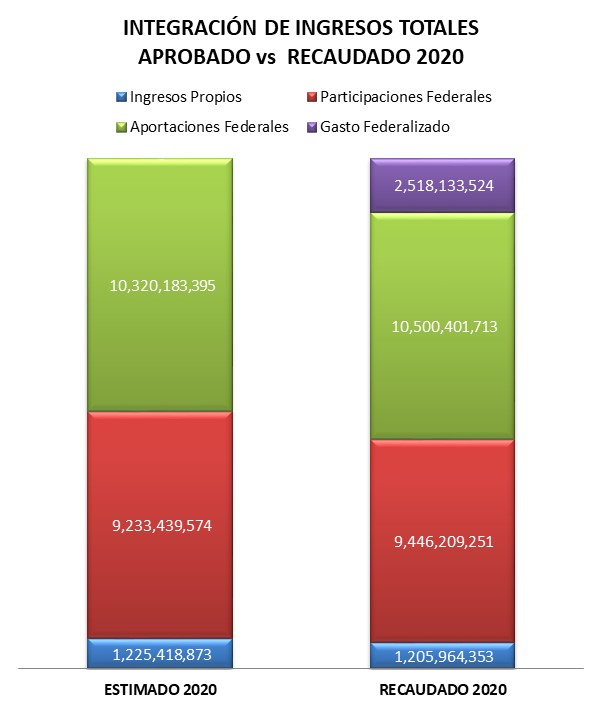 INTEGRACIÓN DE INGRESOS TOTALES
APROBADO vs  RECAUDADO 2020
Ingresos Propios
Participaciones Federales
Aportaciones Federales
Gasto Federalizado
2,518,133,524
10,320,183,395
10,500,401,713
9,233,439,574
9,446,209,251
1,225,418,873
1,205,964,353
ESTIMADO 2020
RECAUDADO 2020